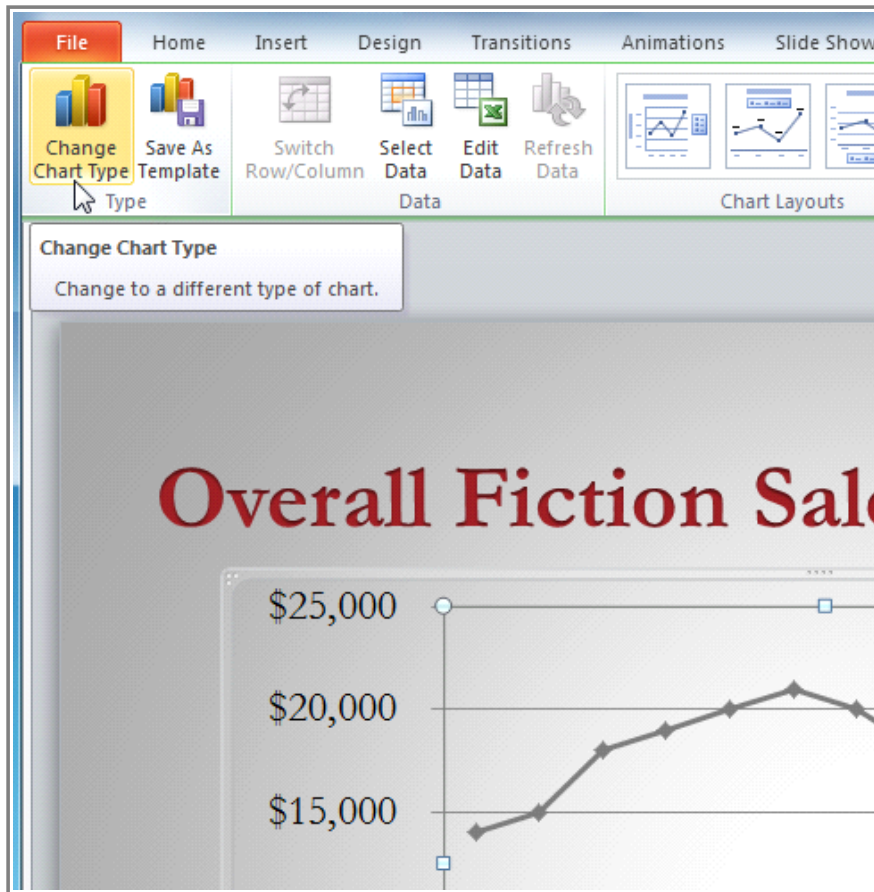 File Home Insert Design Transitions Animations Slide Show
Change Chart Type
Save As Template
Switch Row/Column
Select Data
Edit Data
Refresh Data
Type Data Chart Layouts
Change Chart Type
Change to a different type of chart.
Overall Fiction Sal
$25,000
$20,000
$15,000